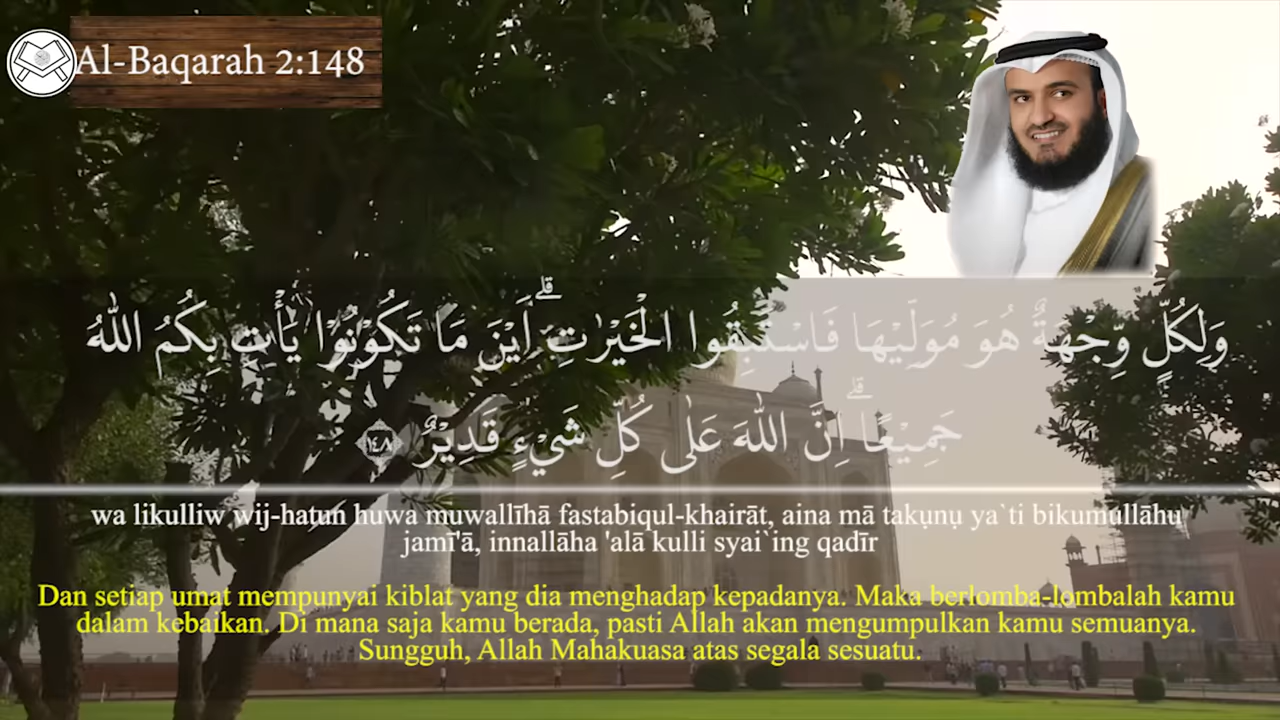 Al-Baqarah 2:148
وَلِكُلٍّ وِّجْهَةٌ هُوَ مُوَلِّيْهَا فَاسْتَبِقُوا الْخَيْرٰتِۗ اَيْنَ مَا تَكُوْنُوْا يَأْتِ بِكُمُ اللّٰهُ
جَمِيْعًاۗ اِنَّ اللّٰهَ عَلٰى كُلِّ شَيْءٍ قَدِيْرٌ ١٤٨
wa likulliw wij-hatun huwa muwallīhā fastabiqul-khairāt, aina mā takụnụ ya`ti bikumullāhu
jamī'ā, innallāha 'alā kulli syai`ing qadīr
Dan setiap umat mempunyai kiblat yang dia menghadap kepadanya. Maka berlomba-lombalah kamu
dalam kebaikan. Di mana saja kamu berada, pasti Allah akan mengumpulkan kamu semuanya.
Sungguh, Allah Mahakuasa atas segala sesuatu.